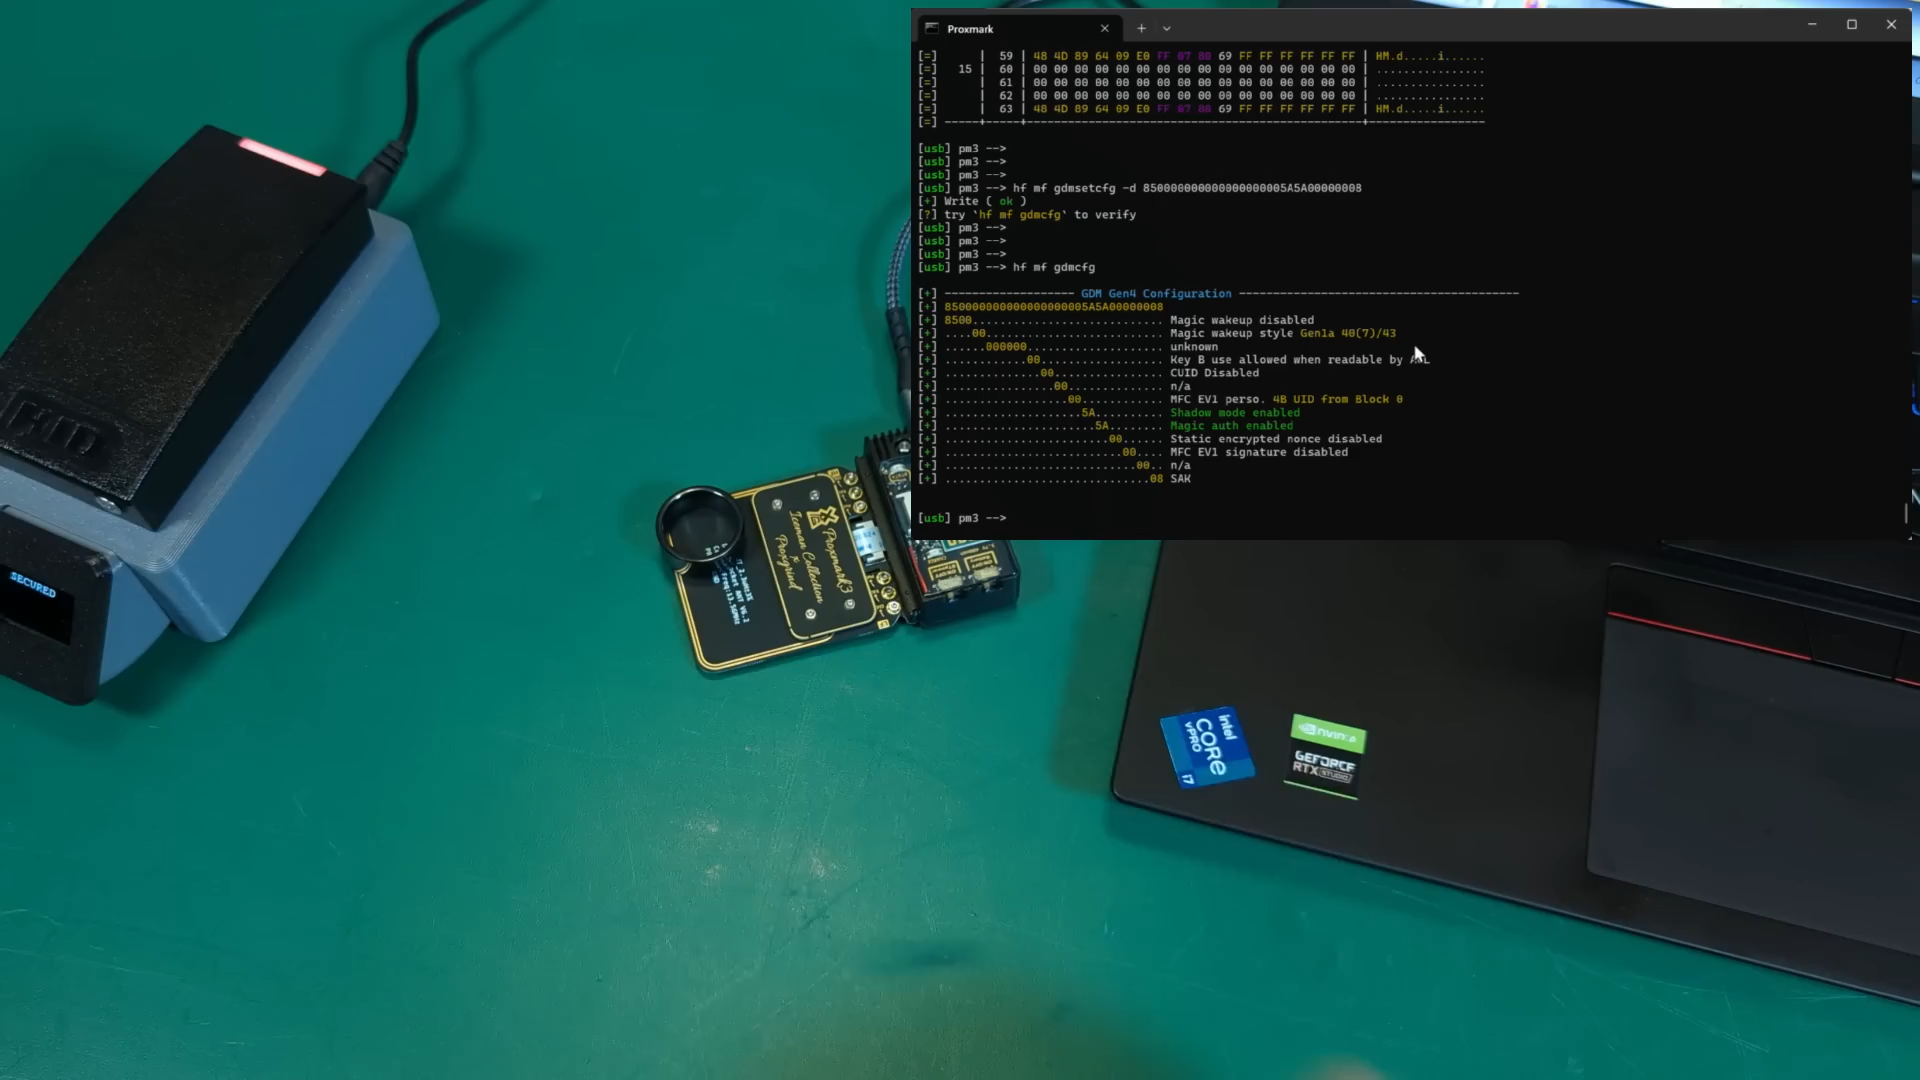 Proxmark
[=] | 59 | 48 4D 89 64 09 E0 FF 07 80 69 FF FF FF FF FF FF | HM.d.....i......
[=] 15 | 60 | 00 00 00 00 00 00 00 00 00 00 00 00 00 00 00 00 | ................
[=] | 61 | 00 00 00 00 00 00 00 00 00 00 00 00 00 00 00 00 | ................
[=] | 62 | 00 00 00 00 00 00 00 00 00 00 00 00 00 00 00 00 | ................
[=] | 63 | 48 4D 89 64 09 E0 FF 07 80 69 FF FF FF FF FF FF | HM.d.....i......
[=] -----+-----+-------------------------------------------------+-----------------
[usb] pm3 -->
[usb] pm3 -->
[usb] pm3 -->
[usb] pm3 --> hf mf gdmsetcfg -d 850000000000000000005A5A00000008
[+] Write ( ok )
[?] try `hf mf gdmcfg` to verify
[usb] pm3 -->
[usb] pm3 -->
[usb] pm3 -->
[usb] pm3 --> hf mf gdmcfg
[+] ------------------- GDM Gen4 Configuration -----------------------------------------
[+] 850000000000000000005A5A00000008
[+] 8500............................ Magic wakeup disabled
[+] ....00.......................... Magic wakeup style Gen1a 40(7)/43
[+] ......000000.................... unknown
[+] ............00.................. Key B use allowed when readable by
[+] ..............00................ CUID Disabled
[+] ................00.............. n/a
[+] ..................00............ MFC EV1 perso. 4B UID from Block 0
[+] ....................5A.......... Shadow mode enabled
[+] ......................5A........ Magic auth enabled
[+] ........................00...... Static encrypted nonce disabled
[+] ..........................00.... MFC EV1 signature disabled
[+] ............................00.. n/a
[+] ..............................08 SAK
[usb] pm3 -->
HID
SECURED
Proxmark3
Iceman Collection
x
Proxgrind
intel
CORE
vPRO
i7
nvidia
GEFORCE
RTX STUDIO